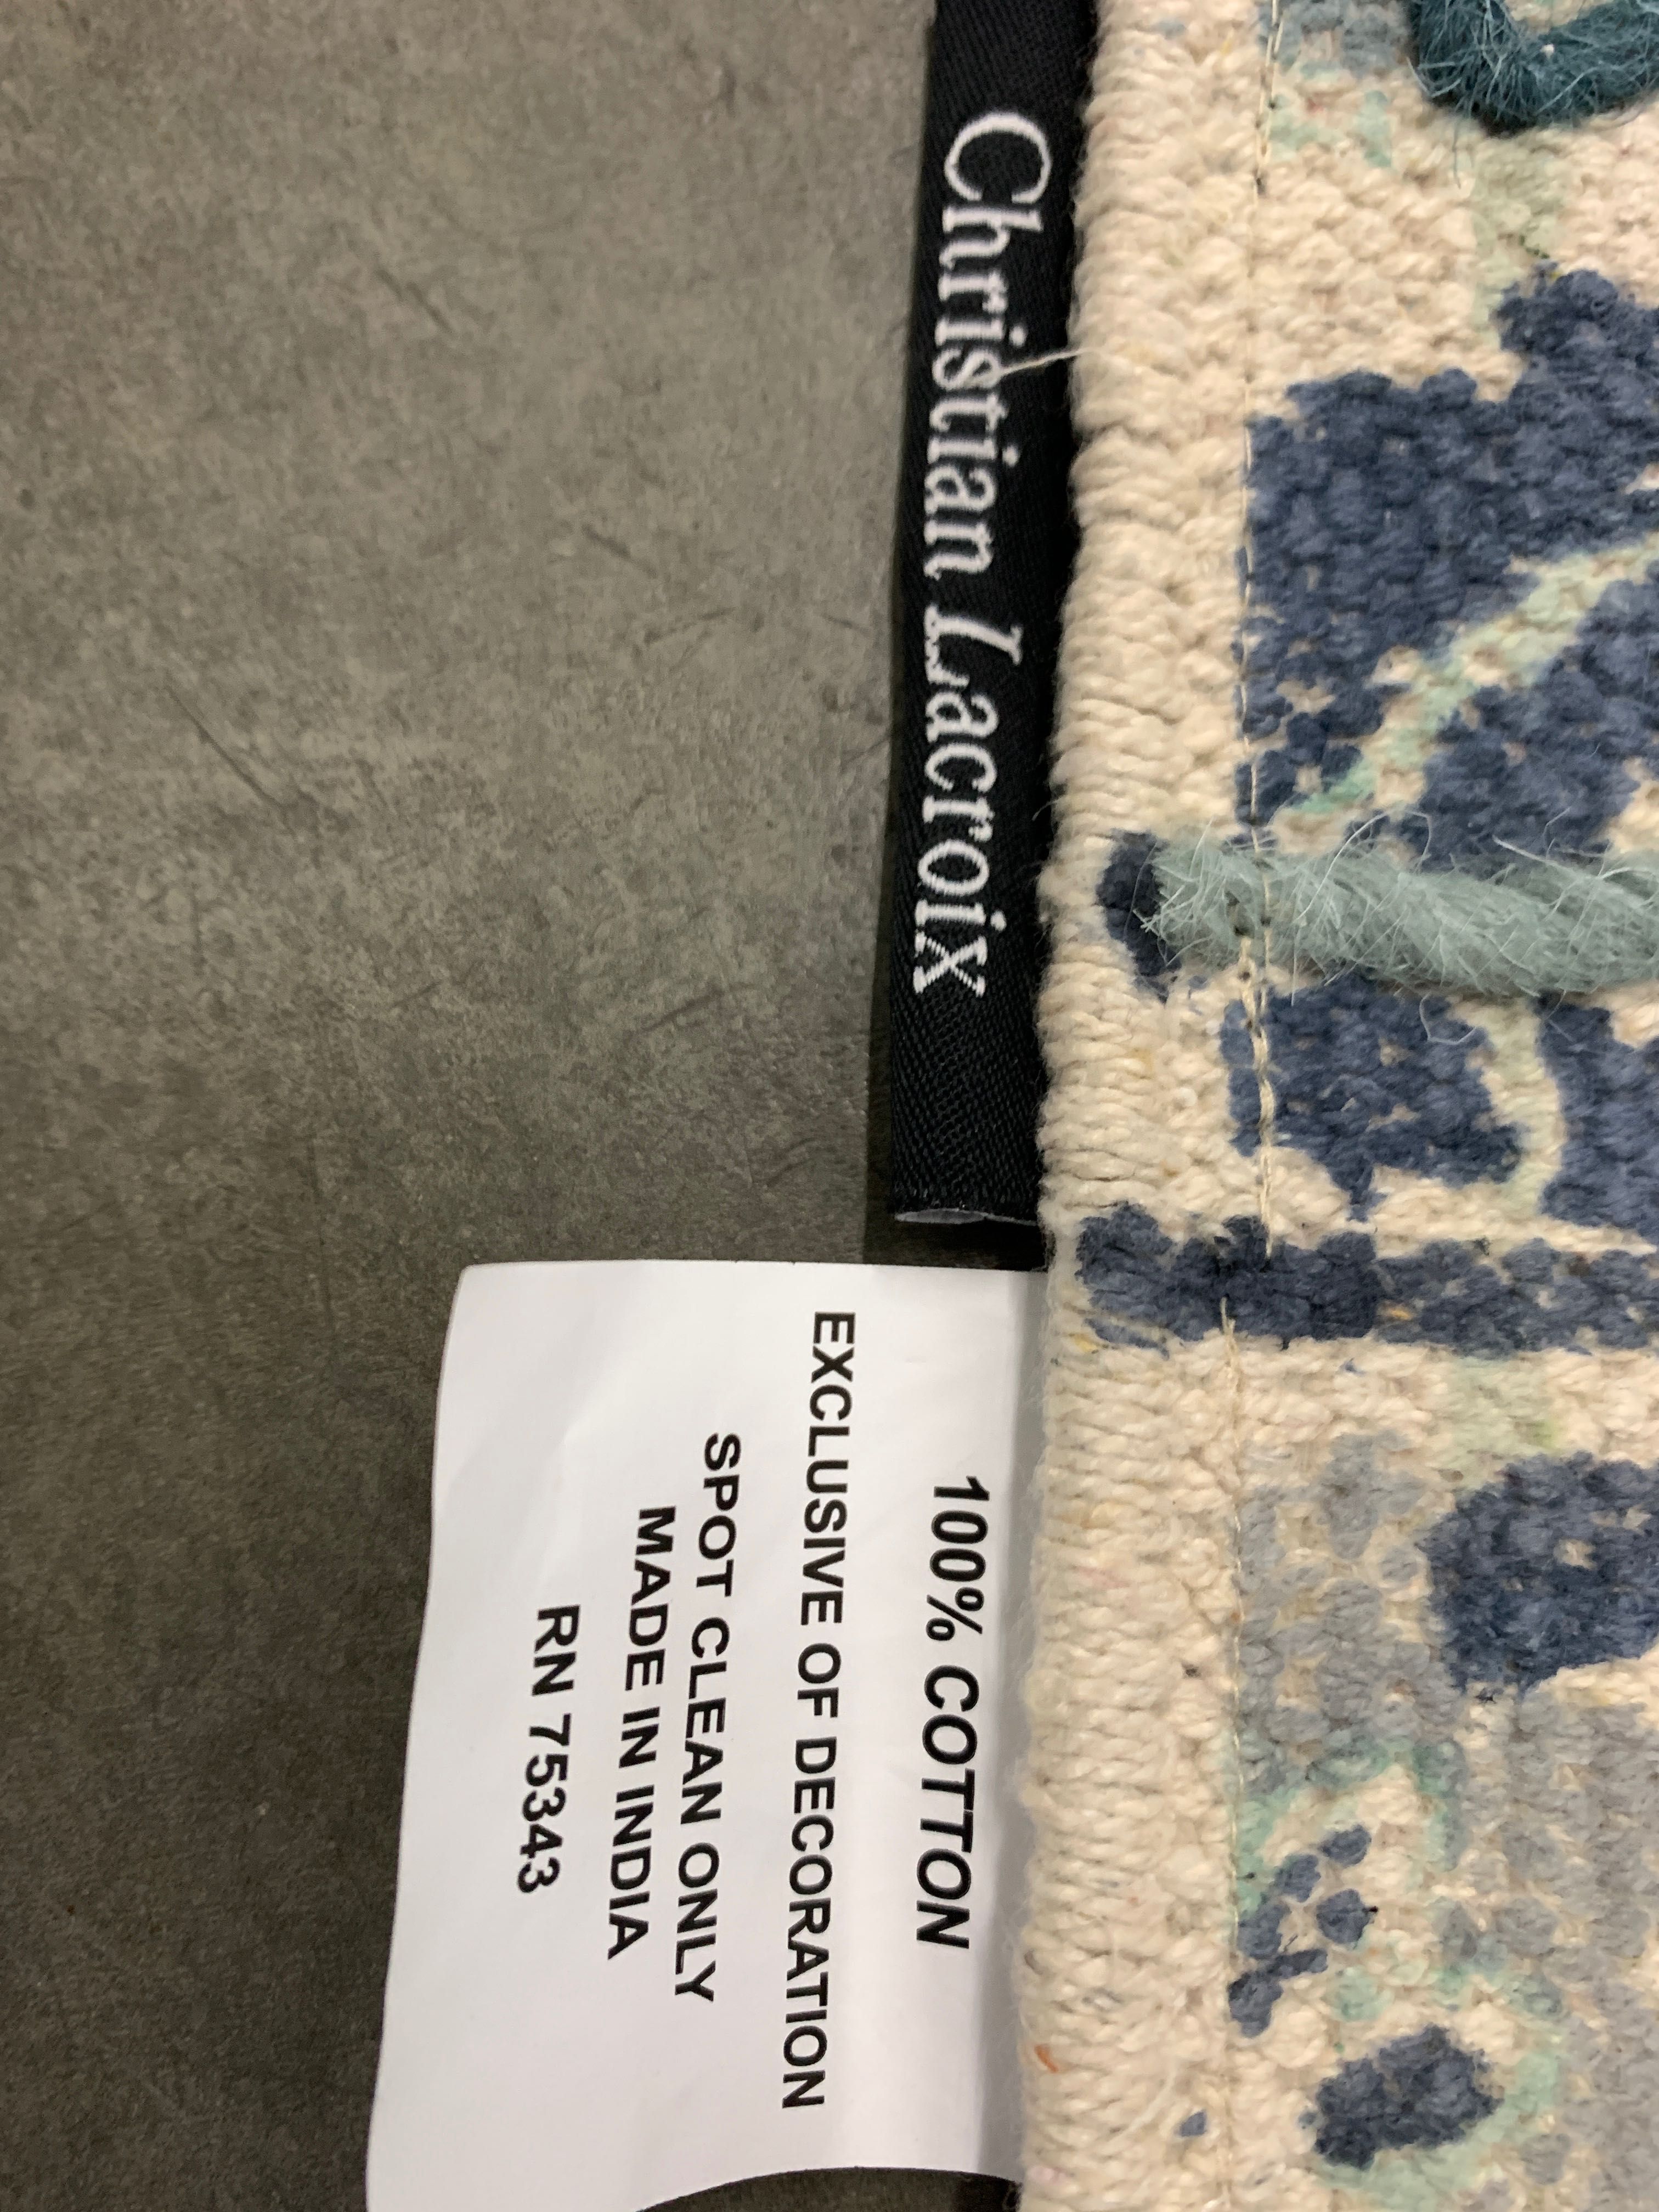 Christian Lacroix
100% COTTON
EXCLUSIVE OF DECORATION
SPOT CLEAN ONLY
MADE IN INDIA
RN 75343